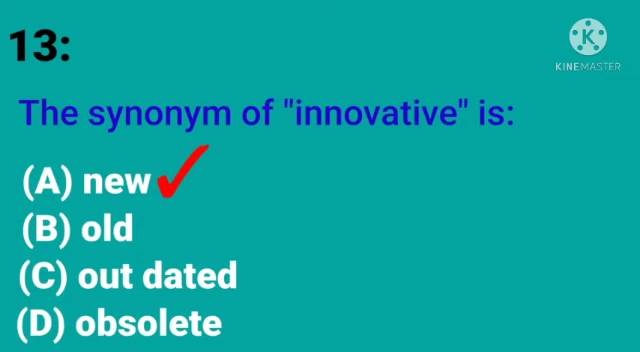 13:
KINEMASTER
The synonym of "innovative" is:
(A) new
(B) old
(C) out dated
(D) obsolete